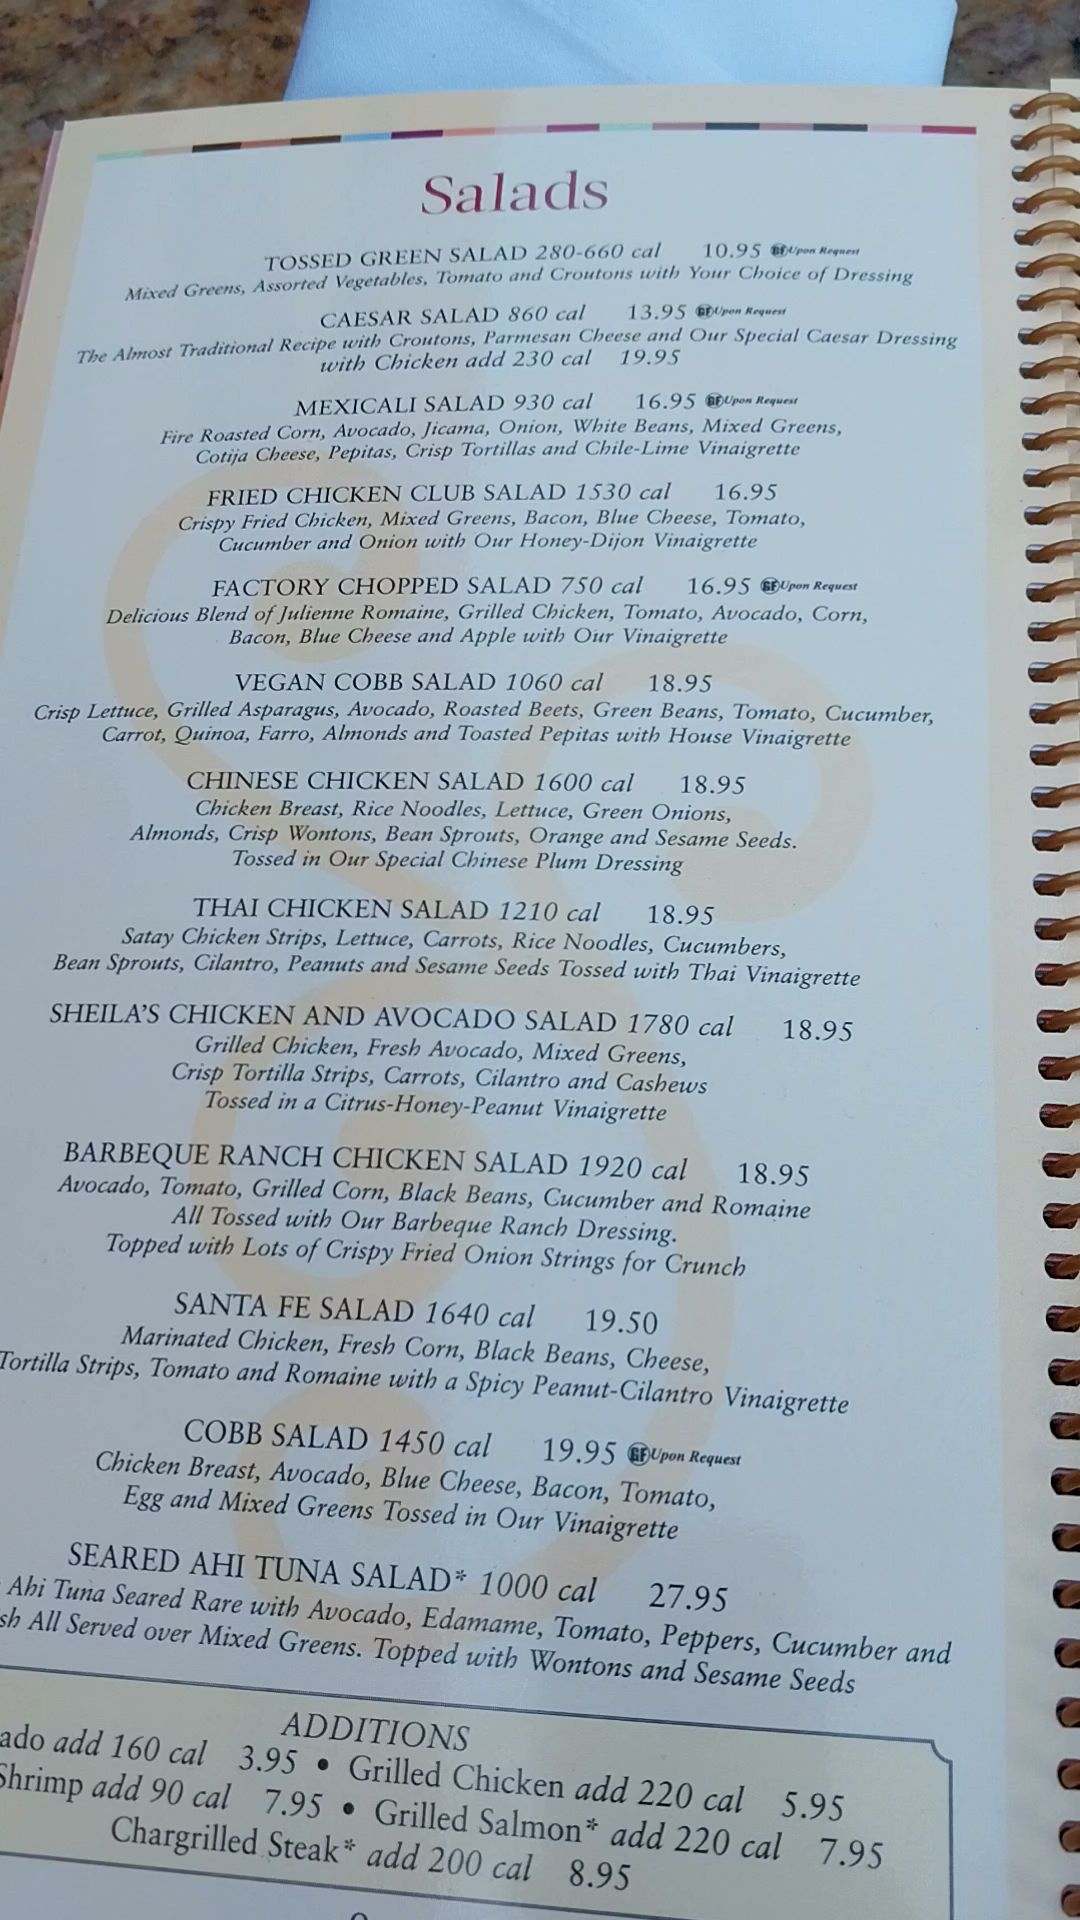 Salads
TOSSED GREEN SALAD 280-660 cal 10.95 GF Upon Request
Mixed Greens, Assorted Vegetables, Tomato and Croutons with Your Choice of Dressing
CAESAR SALAD 860 cal 13.95 GF Upon Request
The Almost Traditional Recipe with Croutons, Parmesan Cheese and Our Special Caesar Dressing
with Chicken add 230 cal 19.95
MEXICALI SALAD 930 cal 16.95 GF Upon Request
Fire Roasted Corn, Avocado, Jicama, Onion, White Beans, Mixed Greens,
Cotija Cheese, Pepitas, Crisp Tortillas and Chile-Lime Vinaigrette
FRIED CHICKEN CLUB SALAD 1530 cal 16.95
Crispy Fried Chicken, Mixed Greens, Bacon, Blue Cheese, Tomato,
Cucumber and Onion with Our Honey-Dijon Vinaigrette
FACTORY CHOPPED SALAD 750 cal 16.95 GF Upon Request
Delicious Blend of Julienne Romaine, Grilled Chicken, Tomato, Avocado, Corn,
Bacon, Blue Cheese and Apple with Our Vinaigrette
VEGAN COBB SALAD 1060 cal 18.95
Crisp Lettuce, Grilled Asparagus, Avocado, Roasted Beets, Green Beans, Tomato, Cucumber,
Carrot, Quinoa, Farro, Almonds and Toasted Pepitas with House Vinaigrette
CHINESE CHICKEN SALAD 1600 cal 18.95
Chicken Breast, Rice Noodles, Lettuce, Green Onions,
Almonds, Crisp Wontons, Bean Sprouts, Orange and Sesame Seeds.
Tossed in Our Special Chinese Plum Dressing
THAI CHICKEN SALAD 1210 cal 18.95
Satay Chicken Strips, Lettuce, Carrots, Rice Noodles, Cucumbers,
Bean Sprouts, Cilantro, Peanuts and Sesame Seeds Tossed with Thai Vinaigrette
SHEILA'S CHICKEN AND AVOCADO SALAD 1780 cal 18.95
Grilled Chicken, Fresh Avocado, Mixed Greens,
Crisp Tortilla Strips, Carrots, Cilantro and Cashews
Tossed in a Citrus-Honey-Peanut Vinaigrette
BARBEQUE RANCH CHICKEN SALAD 1920 cal 18.95
Avocado, Tomato, Grilled Corn, Black Beans, Cucumber and Romaine
All Tossed with Our Barbeque Ranch Dressing.
Topped with Lots of Crispy Fried Onion Strings for Crunch
SANTA FE SALAD 1640 cal 19.50
Marinated Chicken, Fresh Corn, Black Beans, Cheese,
Tortilla Strips, Tomato and Romaine with a Spicy Peanut-Cilantro Vinaigrette
COBB SALAD 1450 cal 19.95 GF Upon Request
Chicken Breast, Avocado, Blue Cheese, Bacon, Tomato,
Egg and Mixed Greens Tossed in Our Vinaigrette
SEARED AHI TUNA SALAD* 1000 cal 27.95
Ahi Tuna Seared Rare with Avocado, Edamame, Tomato, Peppers, Cucumber and
sh All Served over Mixed Greens. Topped with Wontons and Sesame Seeds
ADDITIONS
ado add 160 cal 3.95 • Grilled Chicken add 220 cal 5.95
Shrimp add 90 cal 7.95 • Grilled Salmon* add 220 cal 7.95
Chargrilled Steak* add 200 cal 8.95